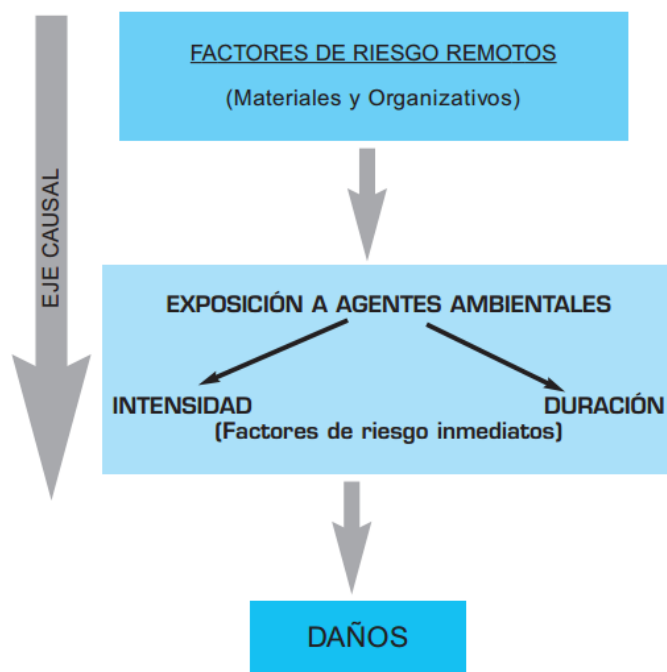 FACTORES DE RIESGO REMOTOS
(Materiales y Organizativos)
EJE CAUSAL
EXPOSICIÓN A AGENTES AMBIENTALES
INTENSIDAD
DURACIÓN
(Factores de riesgo inmediatos)
DAÑOS